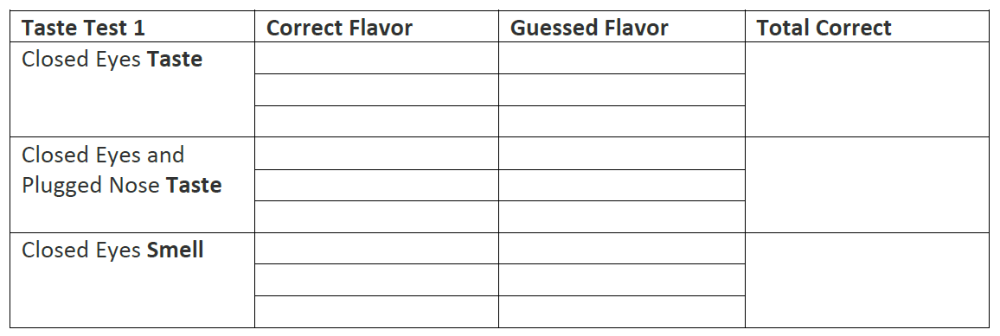 Taste Test 1 Correct Flavor Guessed Flavor Total Correct
Closed Eyes Taste
Closed Eyes and
Plugged Nose Taste
Closed Eyes Smell